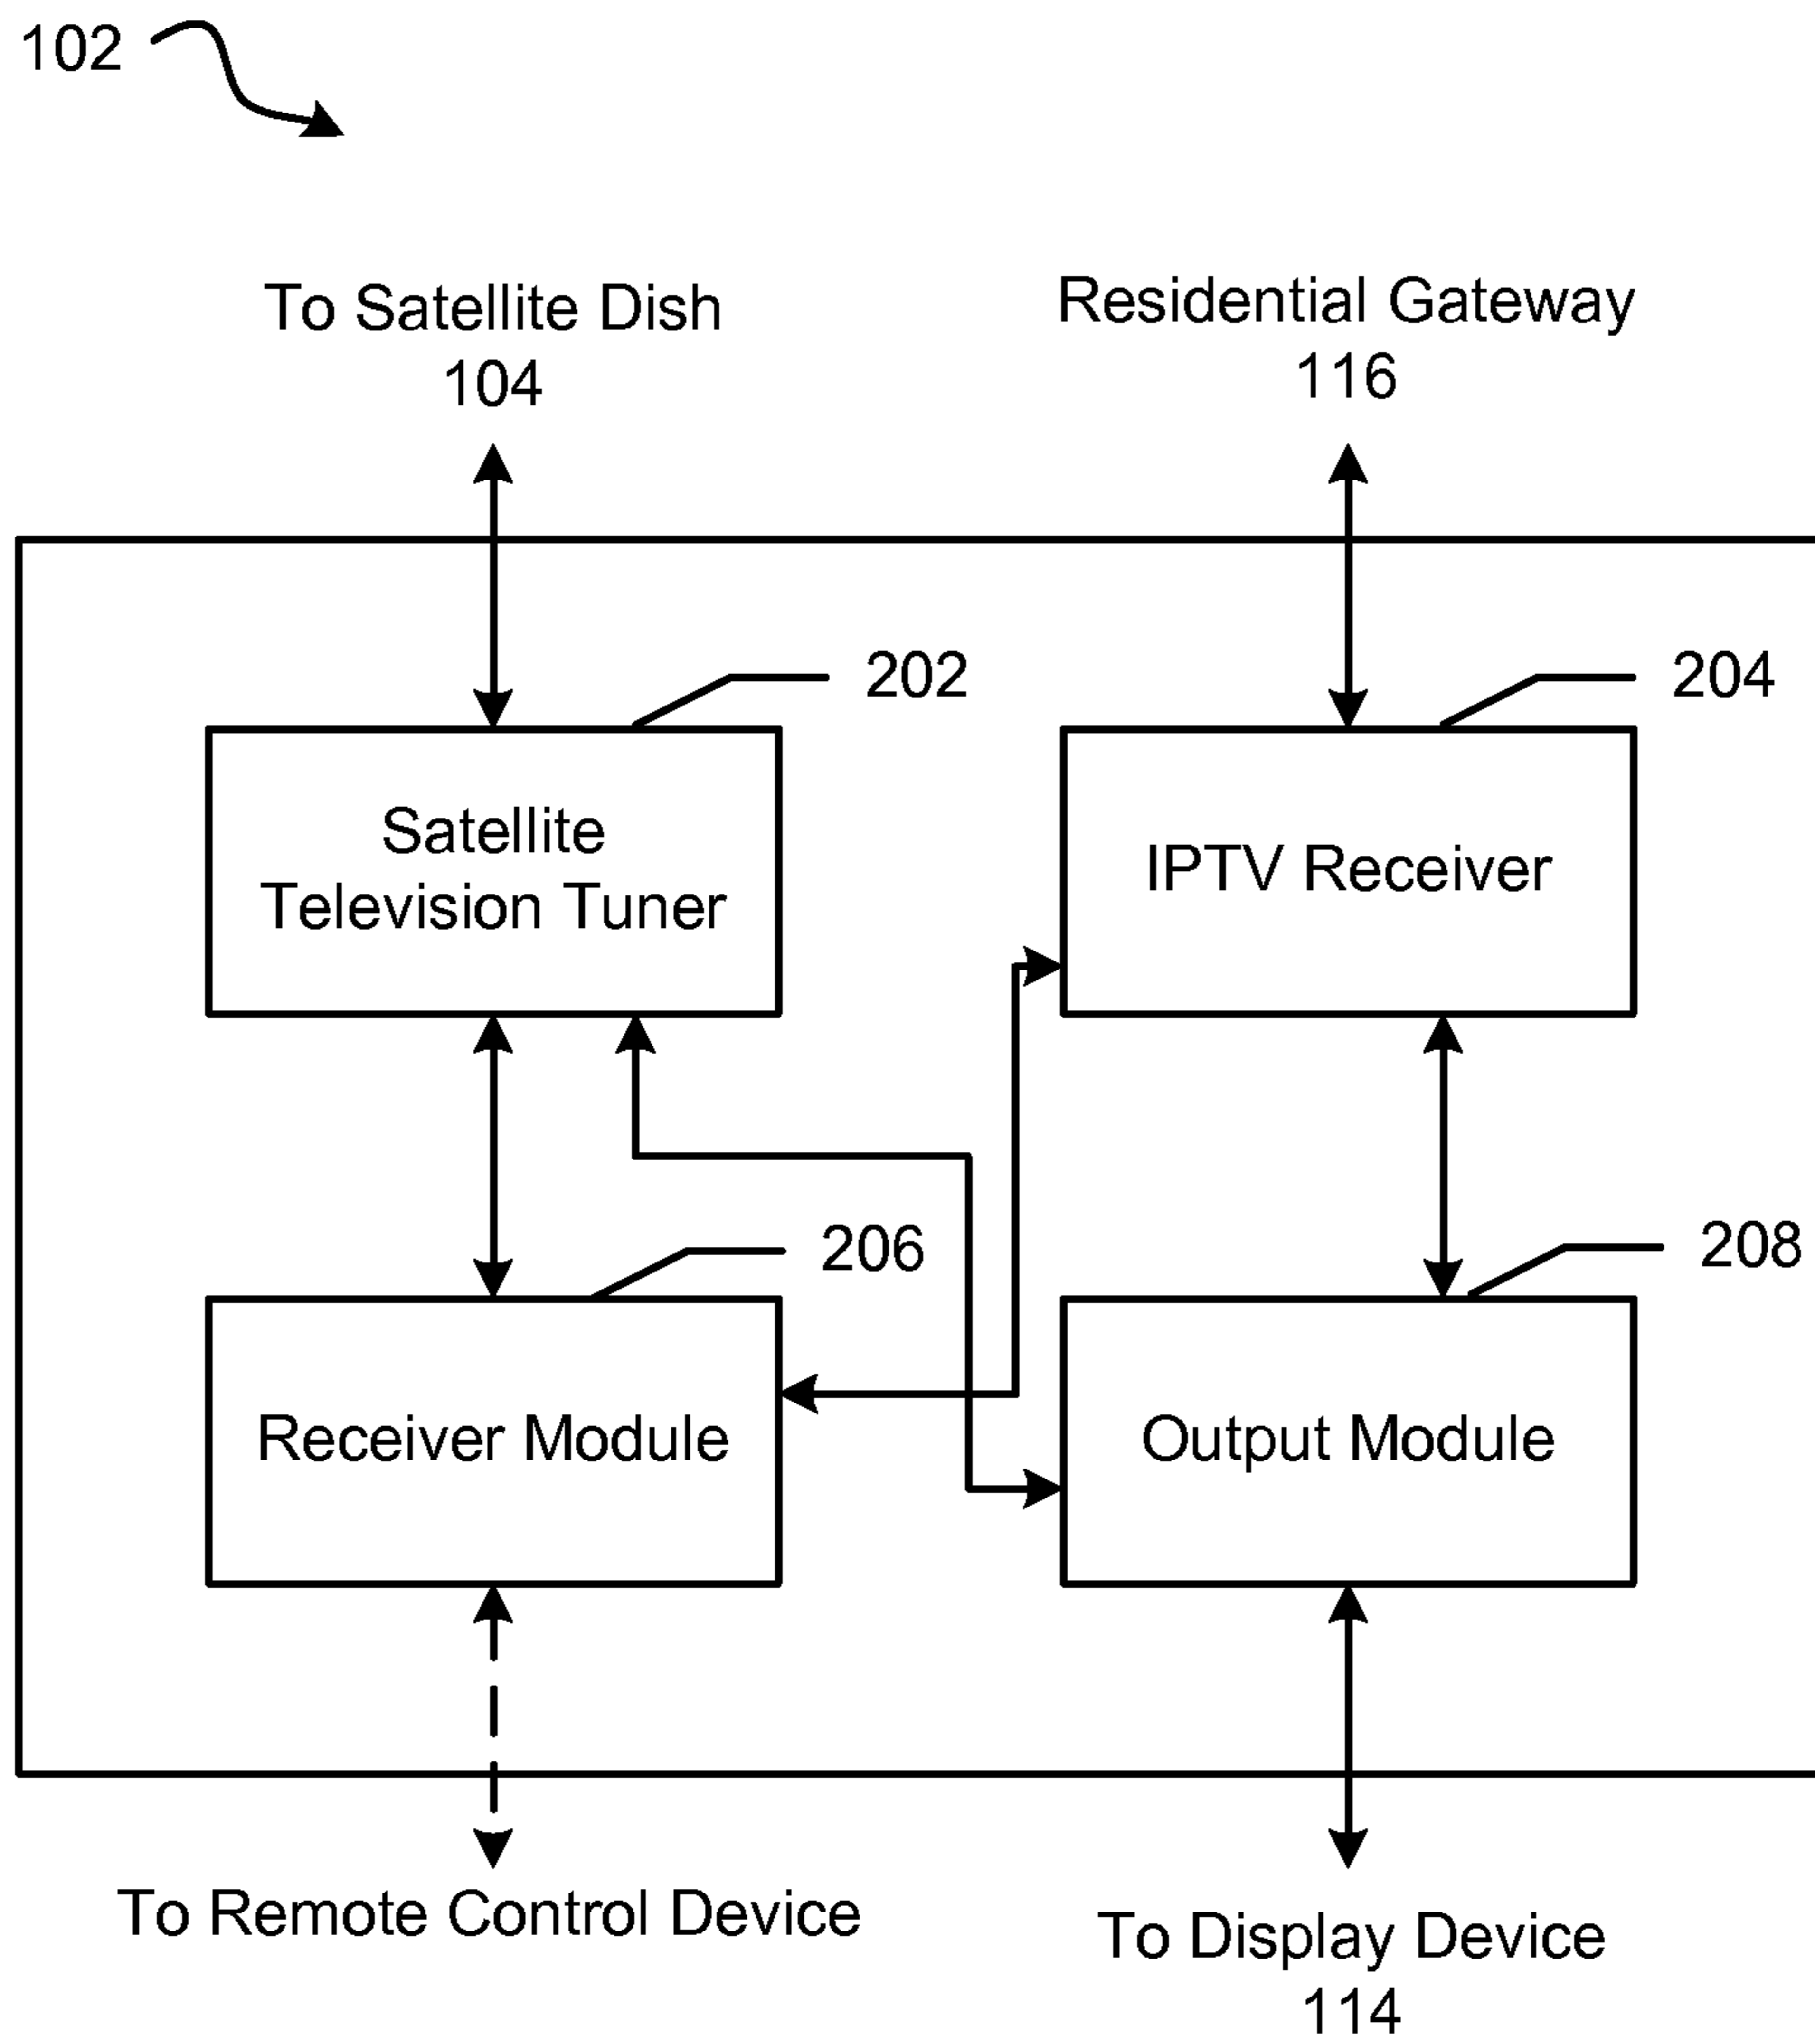 102
To Satellite Dish
104
Residential Gateway
116
202
204
Satellite
Television Tuner
IPTV Receiver
206
208
Receiver Module
Output Module
To Remote Control Device
To Display Device
114